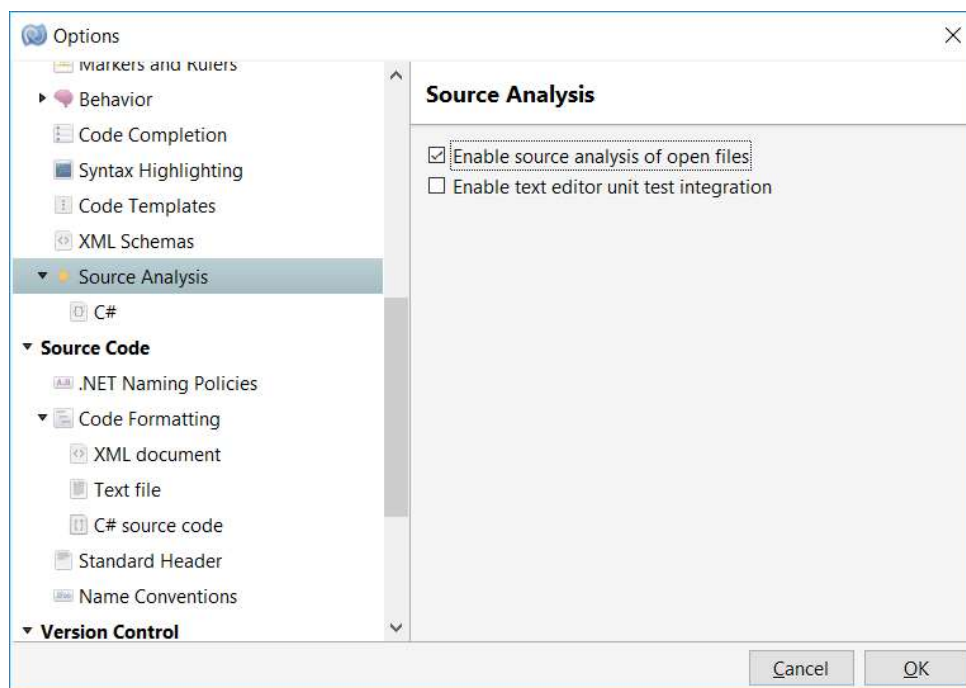 Options
Markers and Rulers
Behavior
Code Completion
Syntax Highlighting
Code Templates
XML Schemas
Source Analysis
C#
Source Code
.NET Naming Policies
Code Formatting
XML document
Text file
C# source code
Standard Header
Name Conventions
Version Control
Source Analysis
Enable source analysis of open files
Enable text editor unit test integration
Cancel
OK